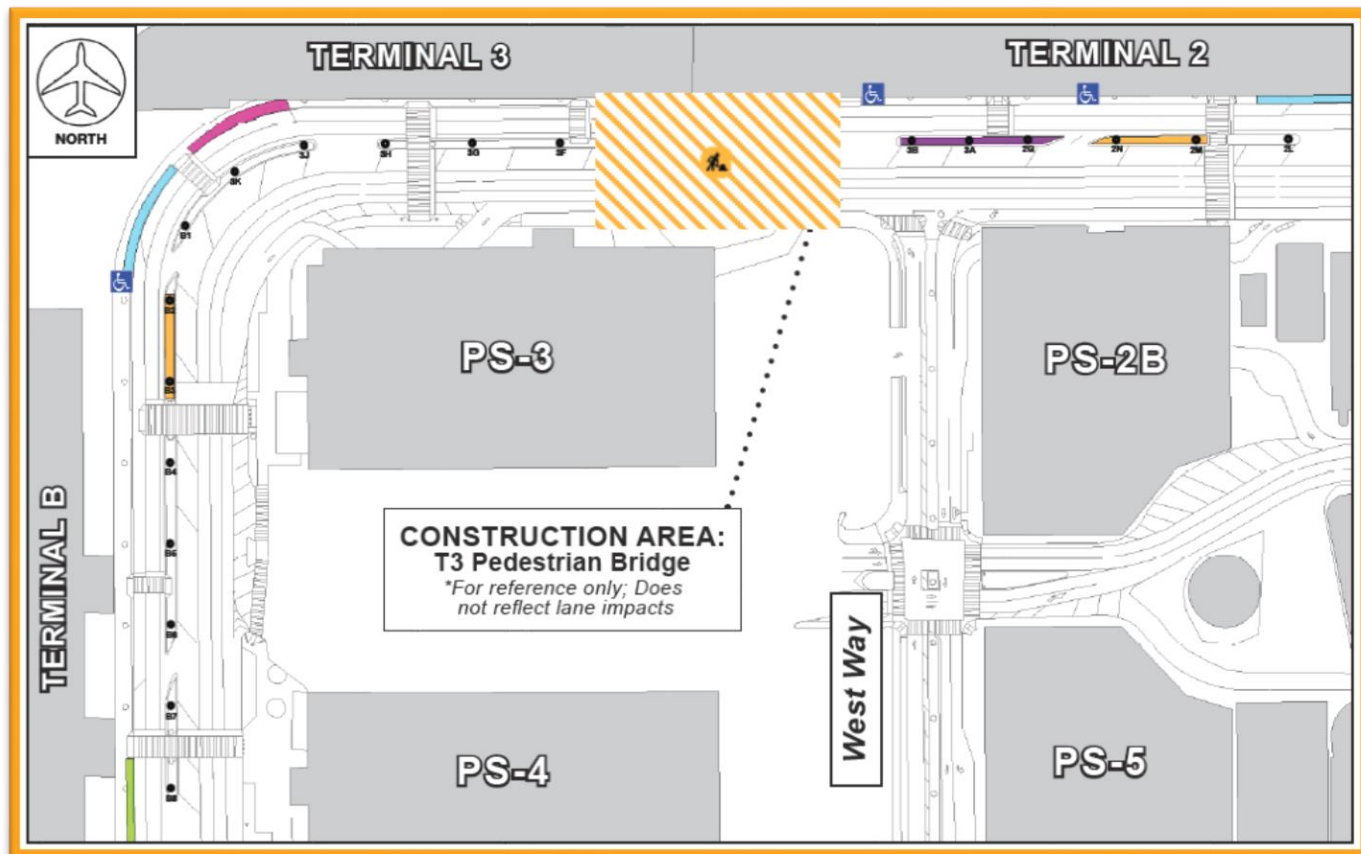 NORTH
TERMINAL 3
TERMINAL 2
3K
3J
3H
3G
3F
3B
3A
2N
2M
2L
B1
PS-3
PS-2B
B4
TERMINAL B
CONSTRUCTION AREA:
T3 Pedestrian Bridge
*For reference only; Does
not reflect lane impacts
West Way
B7
PS-4
PS-5